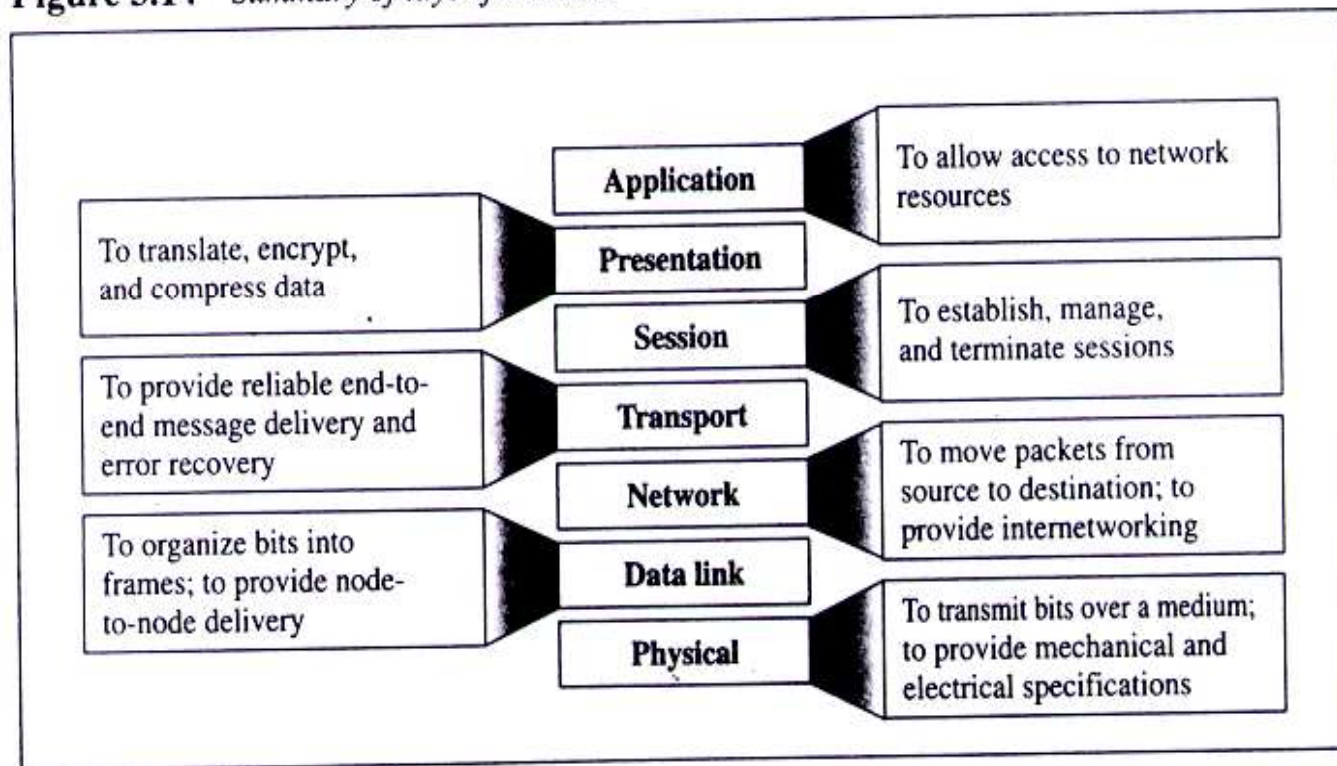 Application
To allow access to network
resources
To translate, encrypt,
and compress data
Presentation
Session
To establish, manage,
and terminate sessions
To provide reliable end-to-
end message delivery and
error recovery
Transport
Network
To move packets from
source to destination; to
provide internetworking
To organize bits into
frames; to provide node-
to-node delivery
Data link
Physical
To transmit bits over a medium;
to provide mechanical and
electrical specifications